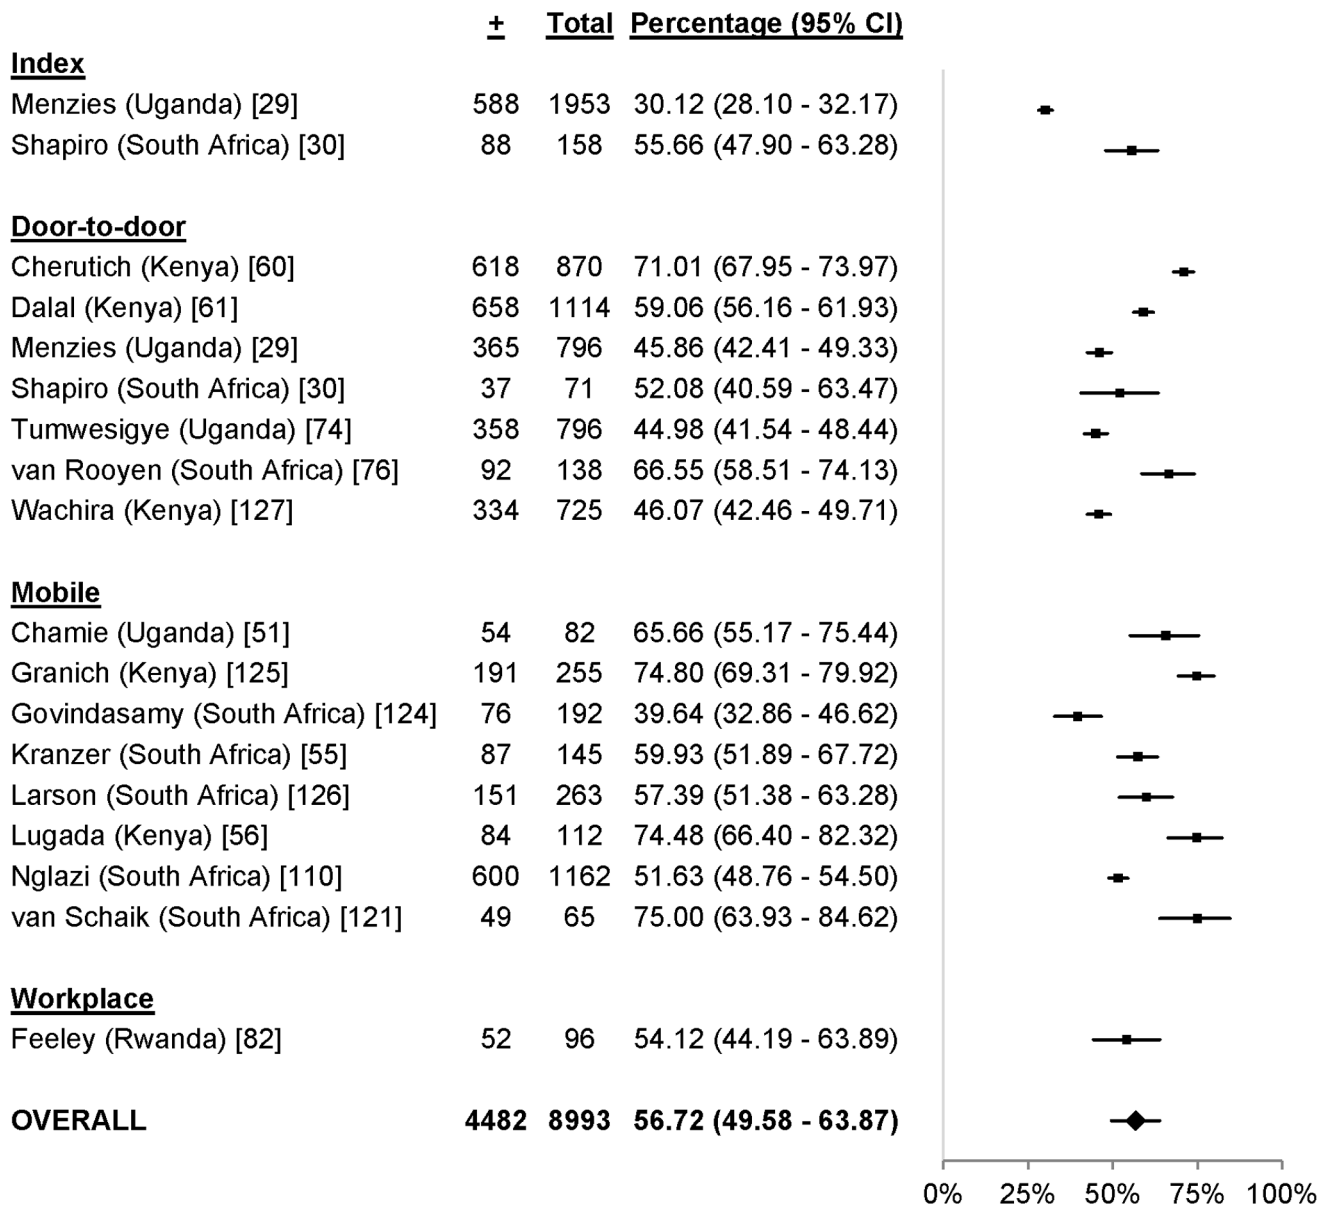 + Total Percentage (95% CI)
Index
Menzies (Uganda) [29] 588 1953 30.12 (28.10 - 32.17)
Shapiro (South Africa) [30] 88 158 55.66 (47.90 - 63.28)
Door-to-door
Cherutich (Kenya) [60] 618 870 71.01 (67.95 - 73.97)
Dalal (Kenya) [61] 658 1114 59.06 (56.16 - 61.93)
Menzies (Uganda) [29] 365 796 45.86 (42.41 - 49.33)
Shapiro (South Africa) [30] 37 71 52.08 (40.59 - 63.47)
Tumwesigye (Uganda) [74] 358 796 44.98 (41.54 - 48.44)
van Rooyen (South Africa) [76] 92 138 66.55 (58.51 - 74.13)
Wachira (Kenya) [127] 334 725 46.07 (42.46 - 49.71)
Mobile
Chamie (Uganda) [51] 54 82 65.66 (55.17 - 75.44)
Granich (Kenya) [125] 191 255 74.80 (69.31 - 79.92)
Govindasamy (South Africa) [124] 76 192 39.64 (32.86 - 46.62)
Kranzer (South Africa) [55] 87 145 59.93 (51.89 - 67.72)
Larson (South Africa) [126] 151 263 57.39 (51.38 - 63.28)
Lugada (Kenya) [56] 84 112 74.48 (66.40 - 82.32)
Nglazi (South Africa) [110] 600 1162 51.63 (48.76 - 54.50)
van Schaik (South Africa) [121] 49 65 75.00 (63.93 - 84.62)
Workplace
Feeley (Rwanda) [82] 52 96 54.12 (44.19 - 63.89)
OVERALL 4482 8993 56.72 (49.58 - 63.87)
0% 25% 50% 75% 100%